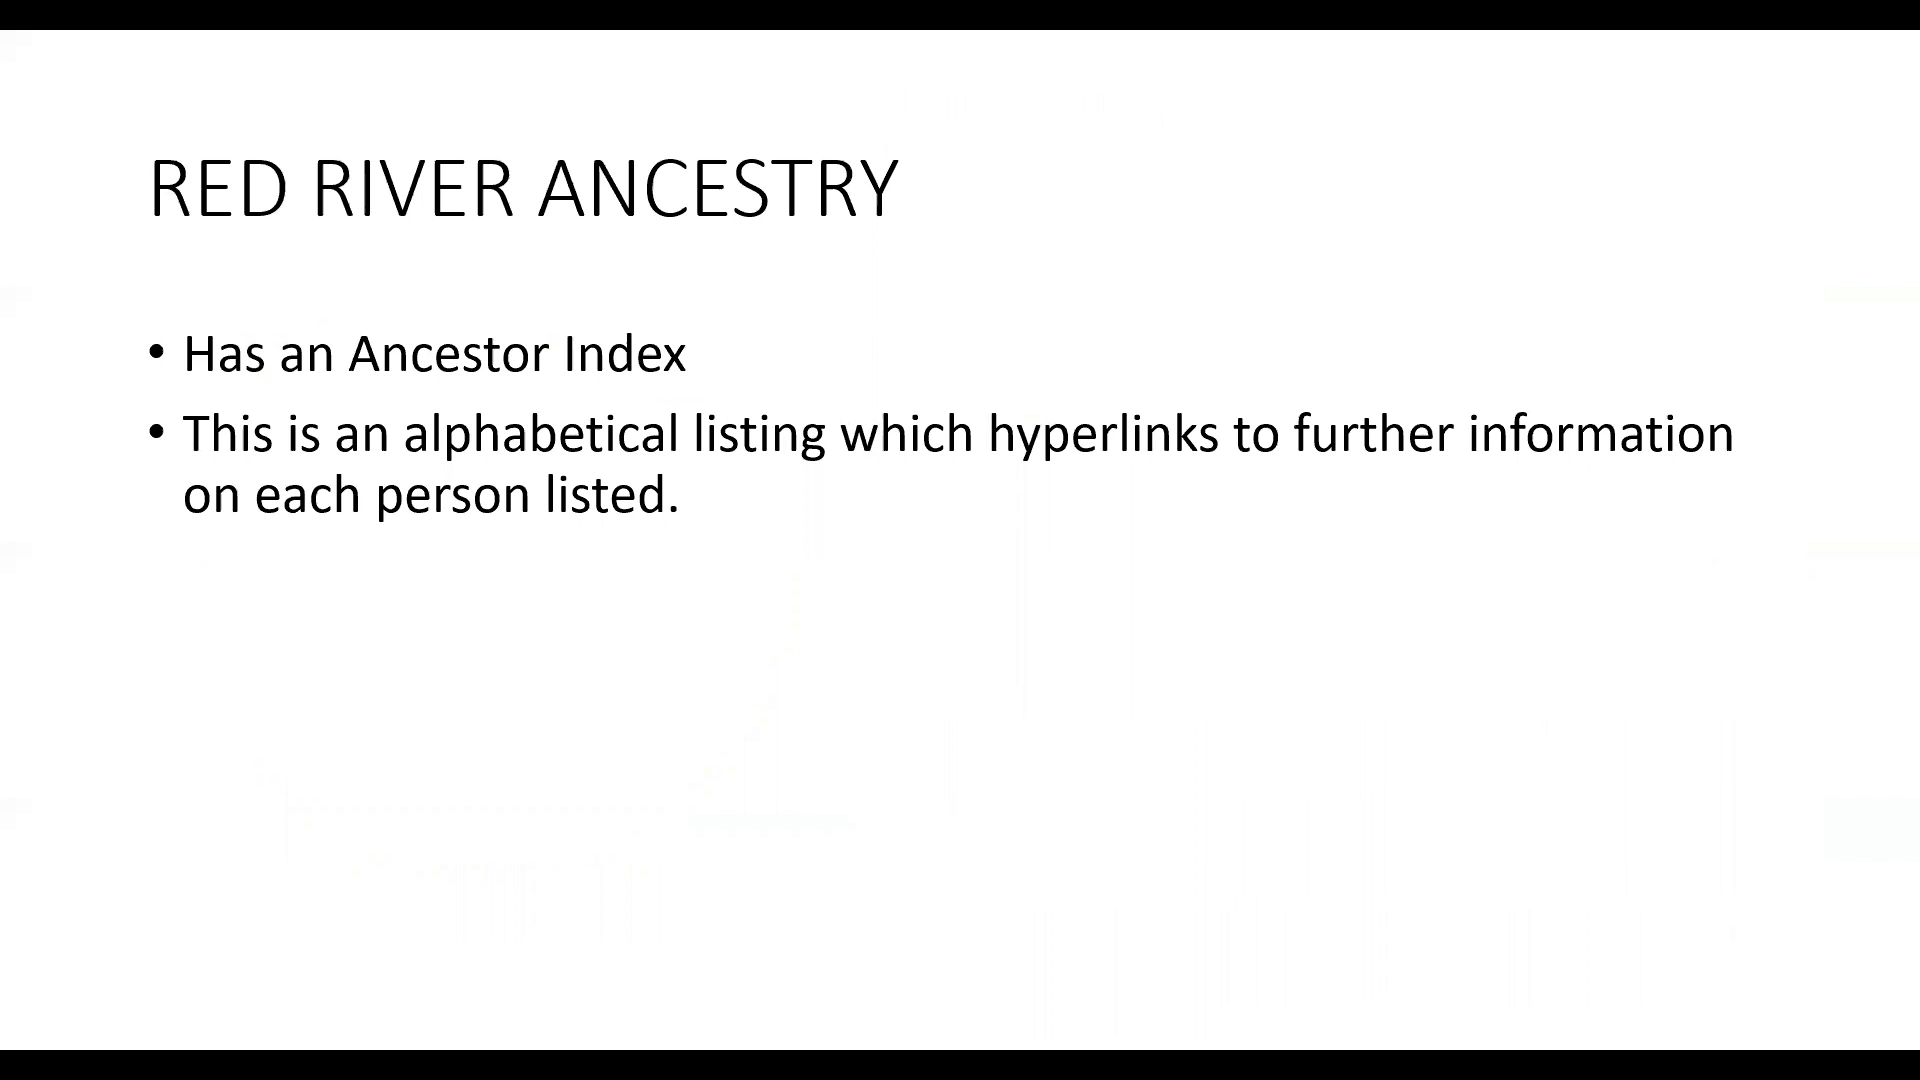 RED RIVER ANCESTRY
• Has an Ancestor Index
• This is an alphabetical listing which hyperlinks to further information
on each person listed.